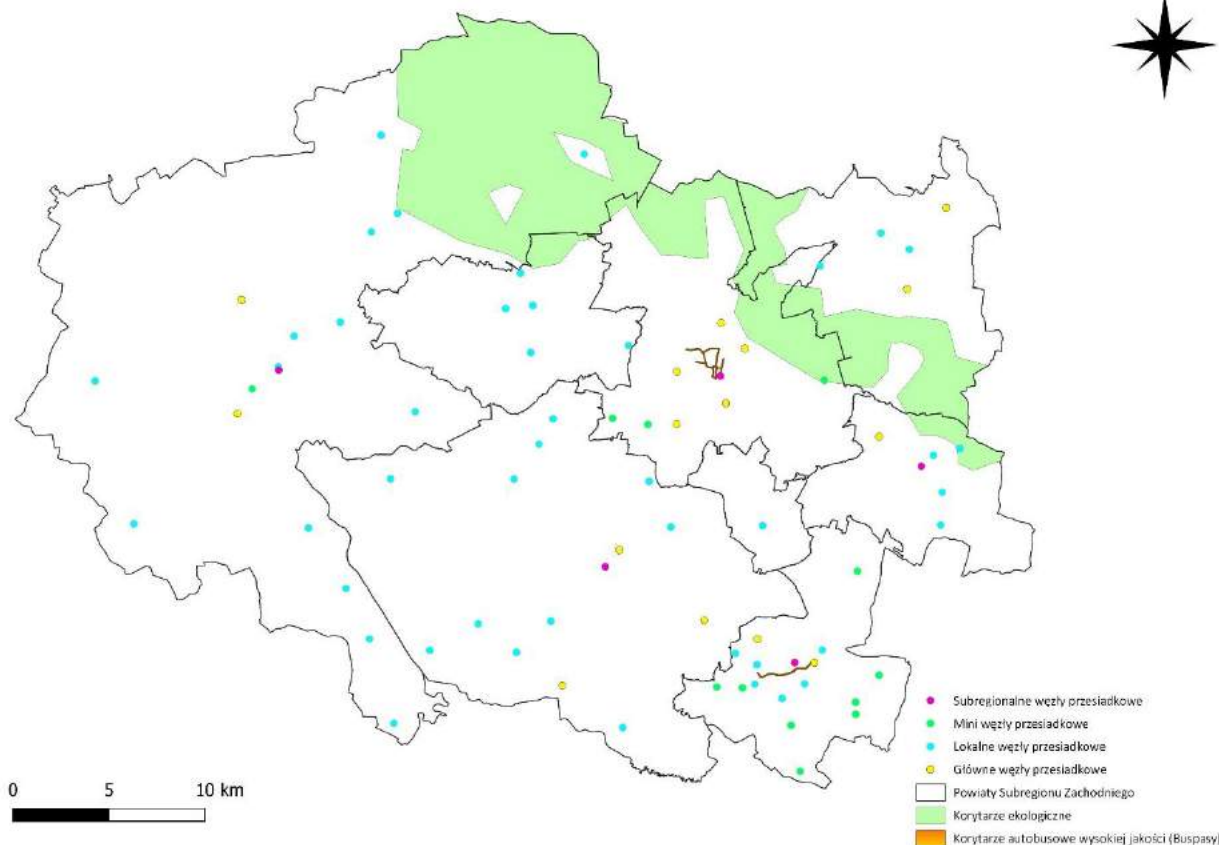 Subregionalne węzły przesiadkowe
Mini węzły przesiadkowe
Lokalne węzły przesiadkowe
Główne węzły przesiadkowe
Powiaty Subregionu Zachodniego
Korytarze ekologiczne
Korytarze autobusowe wysokiej jakości (Buspasy)
0 5 10 km